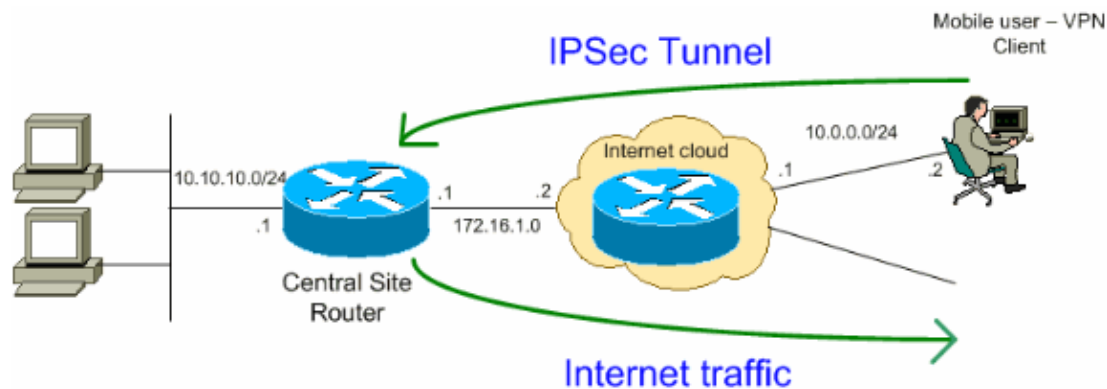 Mobile user – VPN
Client
IPSec Tunnel
10.0.0.0/24
Internet cloud
.1
.2
10.10.10.0/24
.1
.2
.1
172.16.1.0
Central Site
Router
Internet traffic